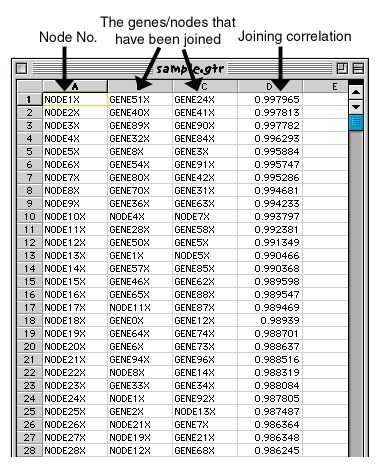 The genes/nodes that
Node No. have been joined Joining correlation
sample.gtr
A B C D E
1 NODE1X GENE51X GENE24X 0.997965
2 NODE2X GENE40X GENE41X 0.997813
3 NODE3X GENE89X GENE90X 0.997782
4 NODE4X GENE32X GENE84X 0.996293
5 NODE5X GENE8X GENE3X 0.995884
6 NODE6X GENE54X GENE91X 0.995747
7 NODE7X GENE80X GENE42X 0.995286
8 NODE8X GENE70X GENE31X 0.994681
9 NODE9X GENE36X GENE63X 0.994233
10 NODE10X NODE4X NODE7X 0.993797
11 NODE11X GENE28X GENE58X 0.992381
12 NODE12X GENE50X GENE5X 0.991349
13 NODE13X GENE1X NODE5X 0.990466
14 NODE14X GENE57X GENE85X 0.990368
15 NODE15X GENE46X GENE62X 0.989598
16 NODE16X GENE65X GENE88X 0.989547
17 NODE17X NODE11X GENE87X 0.989469
18 NODE18X GENE0X GENE12X 0.98939
19 NODE19X GENE64X GENE74X 0.988701
20 NODE20X GENE6X GENE73X 0.988637
21 NODE21X GENE94X GENE96X 0.988516
22 NODE22X NODE8X GENE14X 0.988319
23 NODE23X GENE33X GENE34X 0.988084
24 NODE24X NODE1X GENE92X 0.987805
25 NODE25X GENE2X NODE13X 0.987487
26 NODE26X NODE21X GENE7X 0.986364
27 NODE27X NODE19X GENE21X 0.986348
28 NODE28X NODE12X GENE68X 0.986245